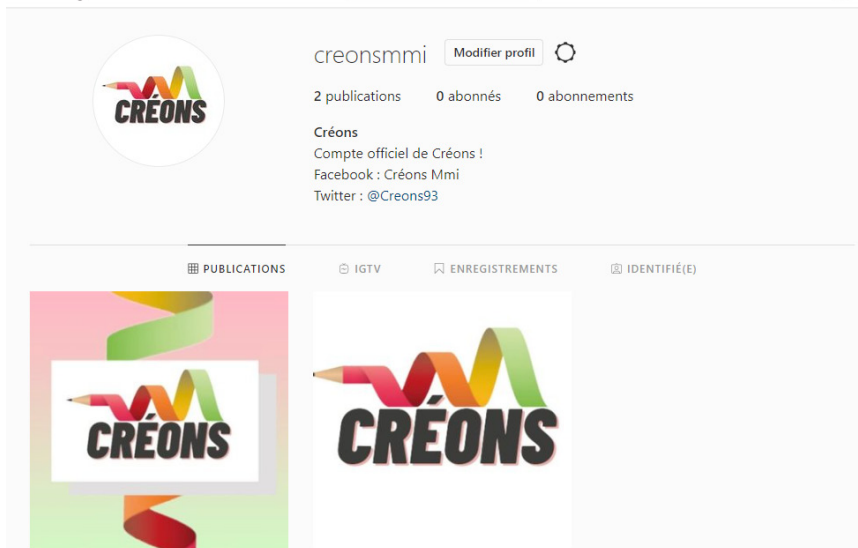 CRÉONS
creonsmmi Modifier profil
2 publications 0 abonnés 0 abonnements
Créons
Compte officiel de Créons !
Facebook : Créons Mmi
Twitter : @Creons93
PUBLICATIONS IGTV ENREGISTREMENTS IDENTIFIÉ(E)
CRÉONS
CRÉONS